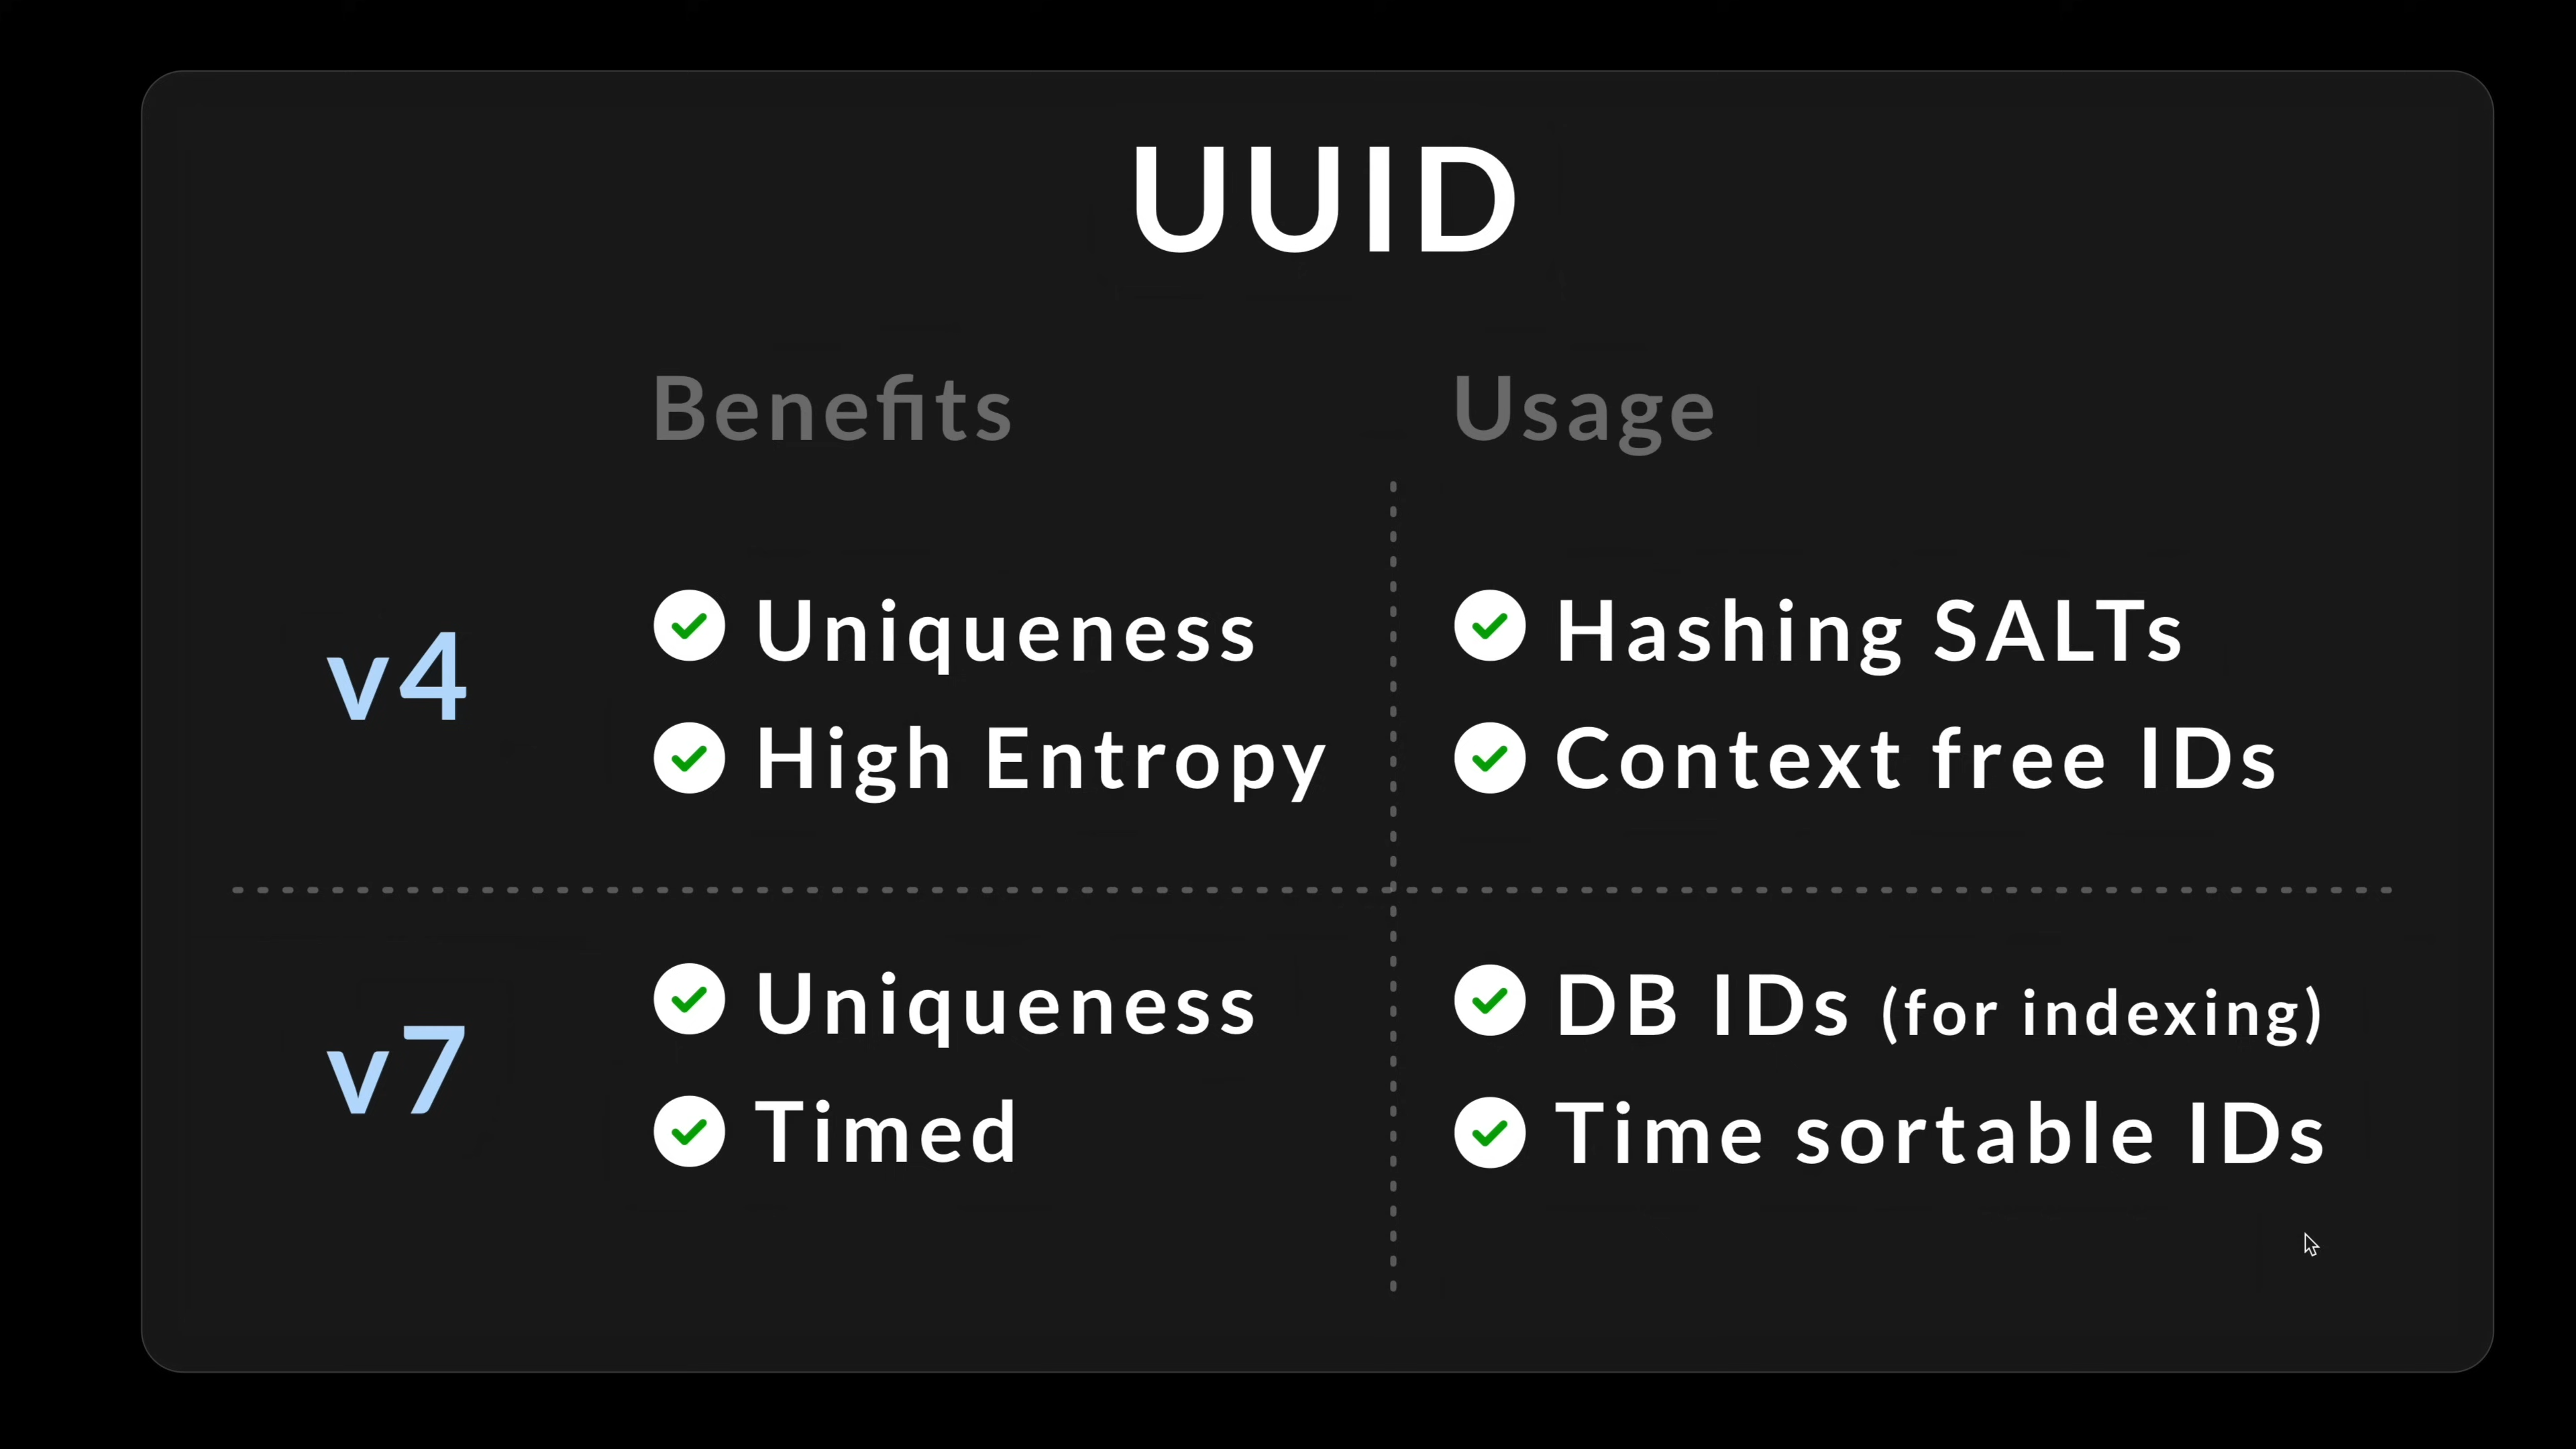 UUID
Benefits Usage
v4
Uniqueness
High Entropy
Hashing SALTs
Context free IDs
v7
Uniqueness
Timed
DB IDs (for indexing)
Time sortable IDs